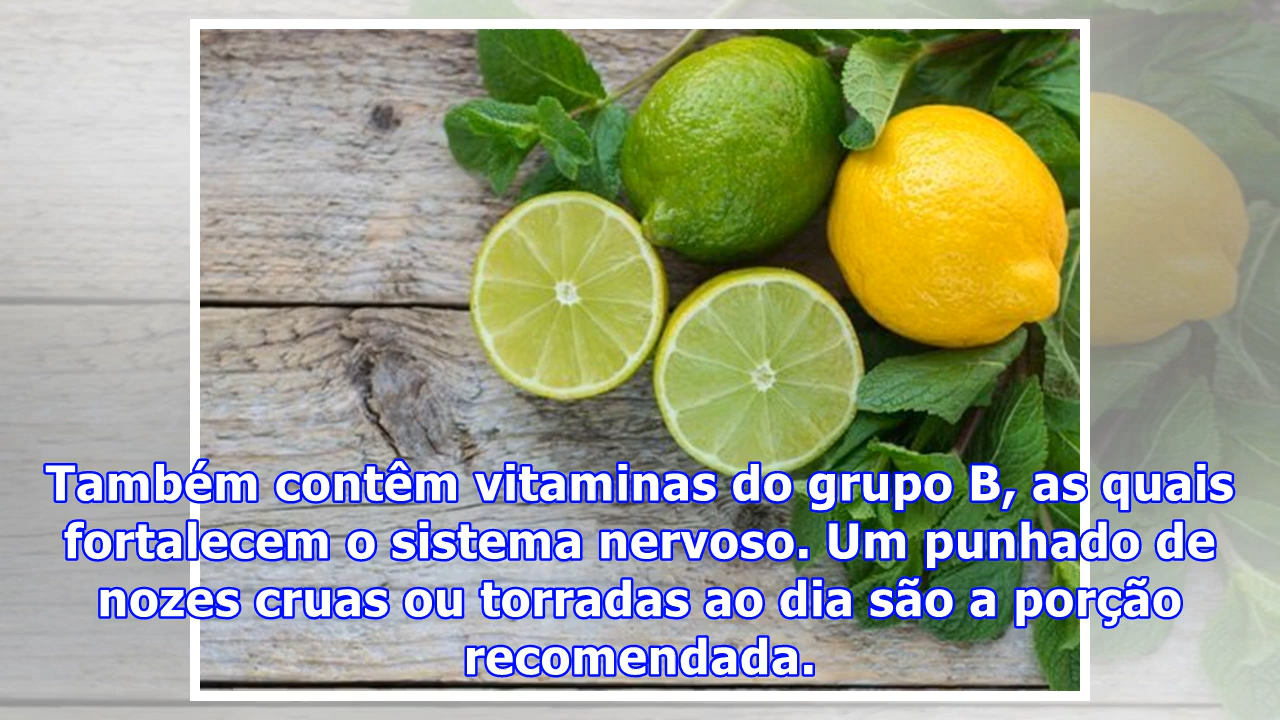 Também contêm vitaminas do grupo B, as quais
fortalecem o sistema nervoso. Um punhado de
nozes cruas ou torradas ao dia são a porção
recomendada.